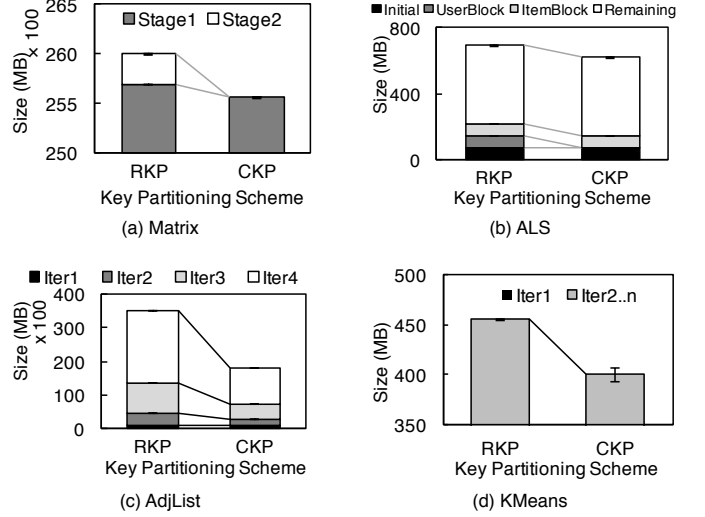 265
260
255
250
Size (MB)
x 100
Stage1 Stage2
RKP CKP
Key Partitioning Scheme
(a) Matrix
Initial UserBlock ItemBlock Remaining
800
400
0
Size (MB)
RKP CKP
Key Partitioning Scheme
(b) ALS
Iter1 Iter2 Iter3 Iter4
400
300
200
100
0
Size (MB)
x 100
RKP CKP
Key Partitioning Scheme
(c) AdjList
500
450
400
350
Size (MB)
Iter1 Iter2..n
RKP CKP
Key Partitioning Scheme
(d) KMeans